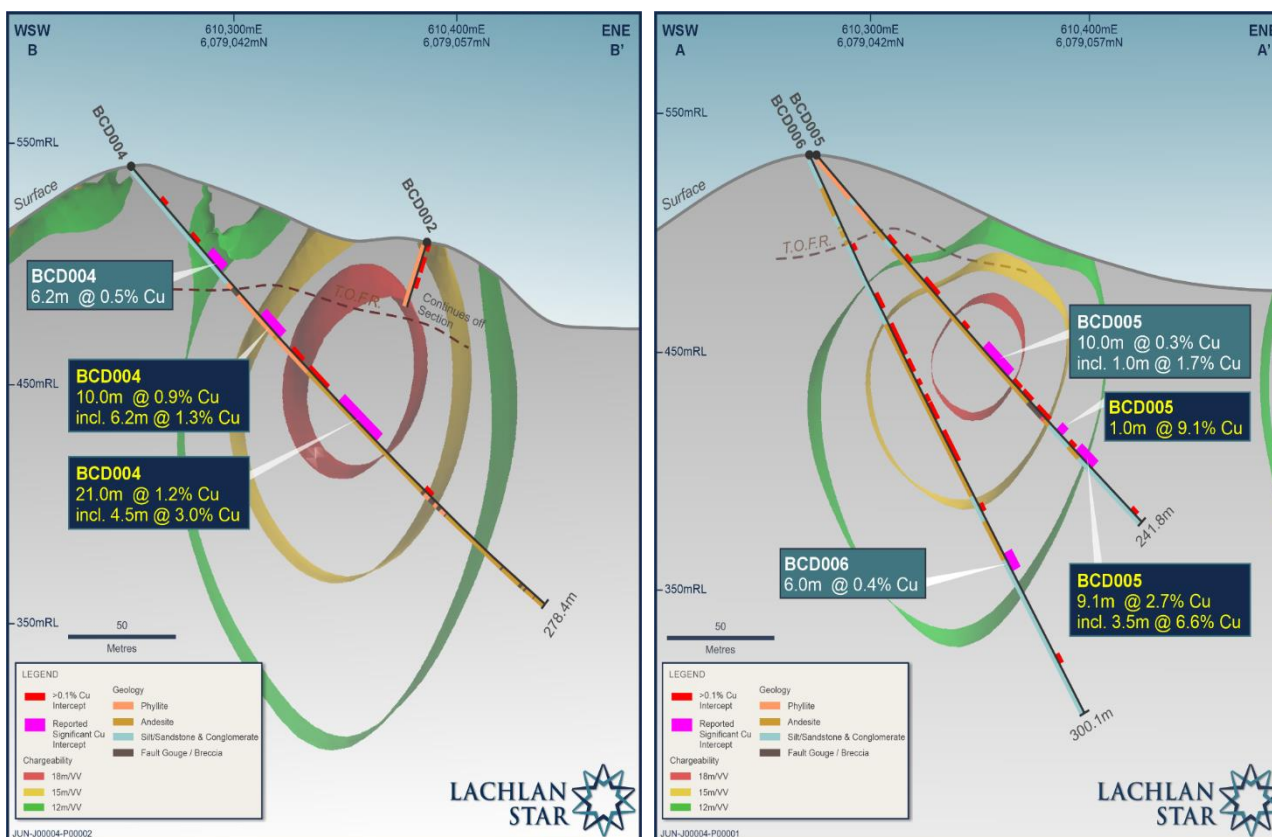 WSW
B
610,300mE
6,079,042mN
610,400mE
6,079,057mN
ENE
B'
550mRL
450mRL
350mRL
BCD004
BCD002
Surface
T.O.F.R.
Continues off
Section
BCD004
6.2m @ 0.5% Cu
BCD004
10.0m @ 0.9% Cu
incl. 6.2m @ 1.3% Cu
BCD004
21.0m @ 1.2% Cu
incl. 4.5m @ 3.0% Cu
278.4m
50
Metres
LEGEND
>0.1% Cu
Intercept
Reported
Significant Cu
Intercept
Chargeability
18m/VV
15m/VV
12m/VV
Geology
Phyllite
Andesite
Silt/Sandstone & Conglomerate
Fault Gouge / Breccia
LACHLAN
STAR
JUN-J00004-P00002
WSW
A
610,300mE
6,079,042mN
610,400mE
6,079,057mN
ENE
A'
550mRL
450mRL
350mRL
BCD006
BCD005
Surface
T.O.F.R.
BCD005
10.0m @ 0.3% Cu
incl. 1.0m @ 1.7% Cu
BCD005
1.0m @ 9.1% Cu
241.8m
BCD006
6.0m @ 0.4% Cu
BCD005
9.1m @ 2.7% Cu
incl. 3.5m @ 6.6% Cu
300.1m
50
Metres
LEGEND
>0.1% Cu
Intercept
Reported
Significant Cu
Intercept
Chargeability
18m/VV
15m/VV
12m/VV
Geology
Phyllite
Andesite
Silt/Sandstone & Conglomerate
Fault Gouge / Breccia
LACHLAN
STAR
JUN-J00004-P00001